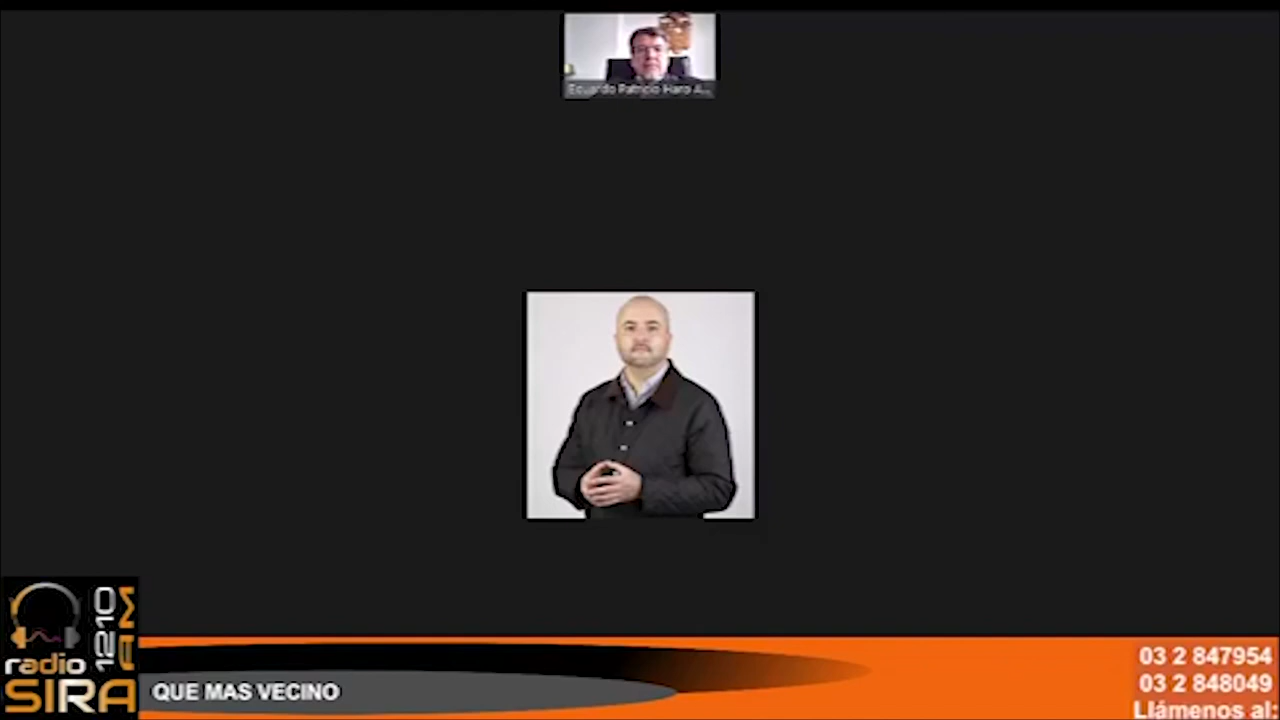 Eduardo Patricio Haro A...
radio
SIRA
1210
AM
QUE MAS VECINO
03 2 847954
03 2 848049
Llámenos al: